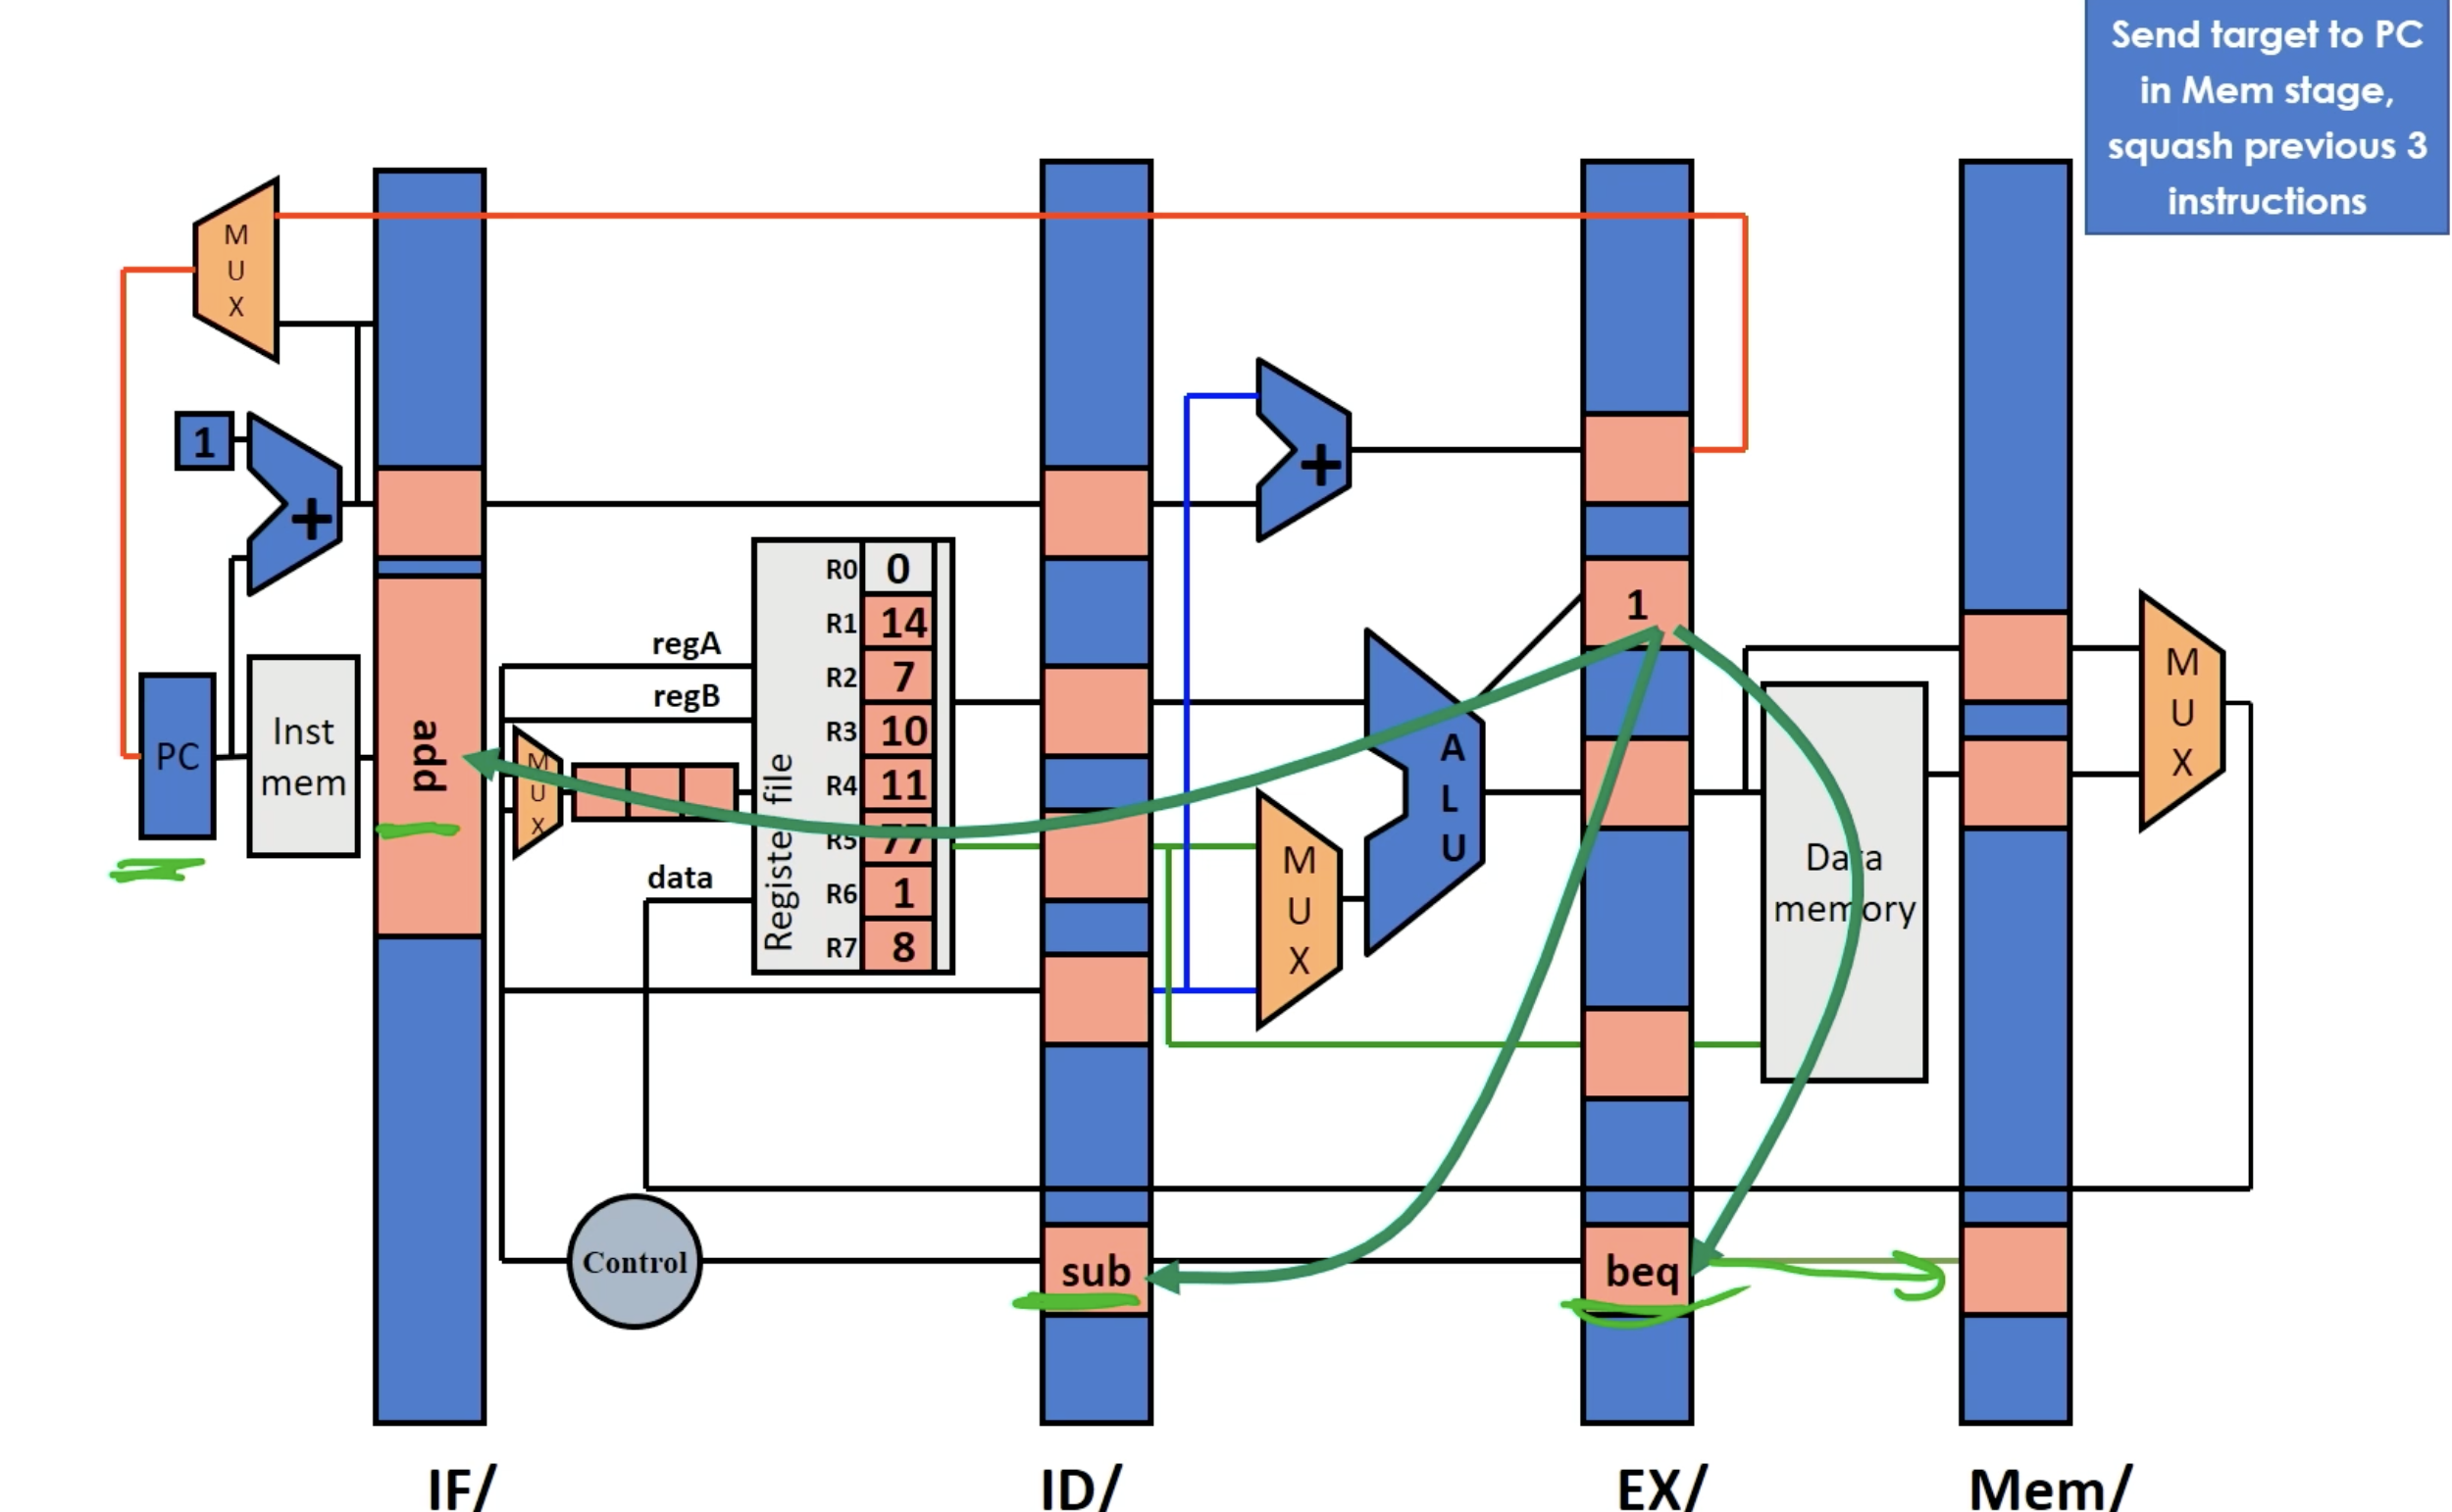 Send target to PC
in Mem stage,
squash previous 3
instructions
M
U
X
1
+
+
PC
Inst
mem
add
M
U
X
regA
regB
data
Register file
R0 0
R1 14
R2 7
R3 10
R4 11
R5 77
R6 1
R7 8
Control
sub
M
U
X
A
L
U
1
beq
Data
memory
M
U
X
IF/
ID/
EX/
Mem/